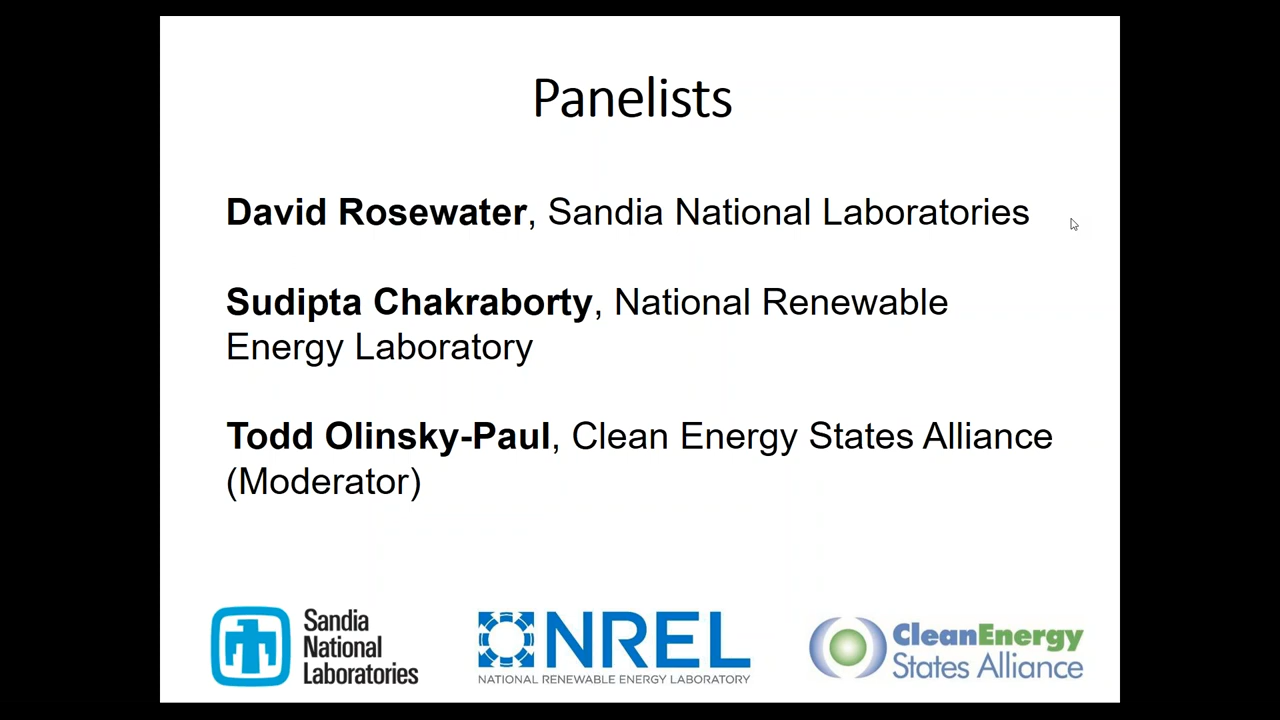 Panelists
David Rosewater, Sandia National Laboratories
Sudipta Chakraborty, National Renewable
Energy Laboratory
Todd Olinsky-Paul, Clean Energy States Alliance
(Moderator)
Sandia
National
Laboratories
NREL
NATIONAL RENEWABLE ENERGY LABORATORY
CleanEnergy
States Alliance